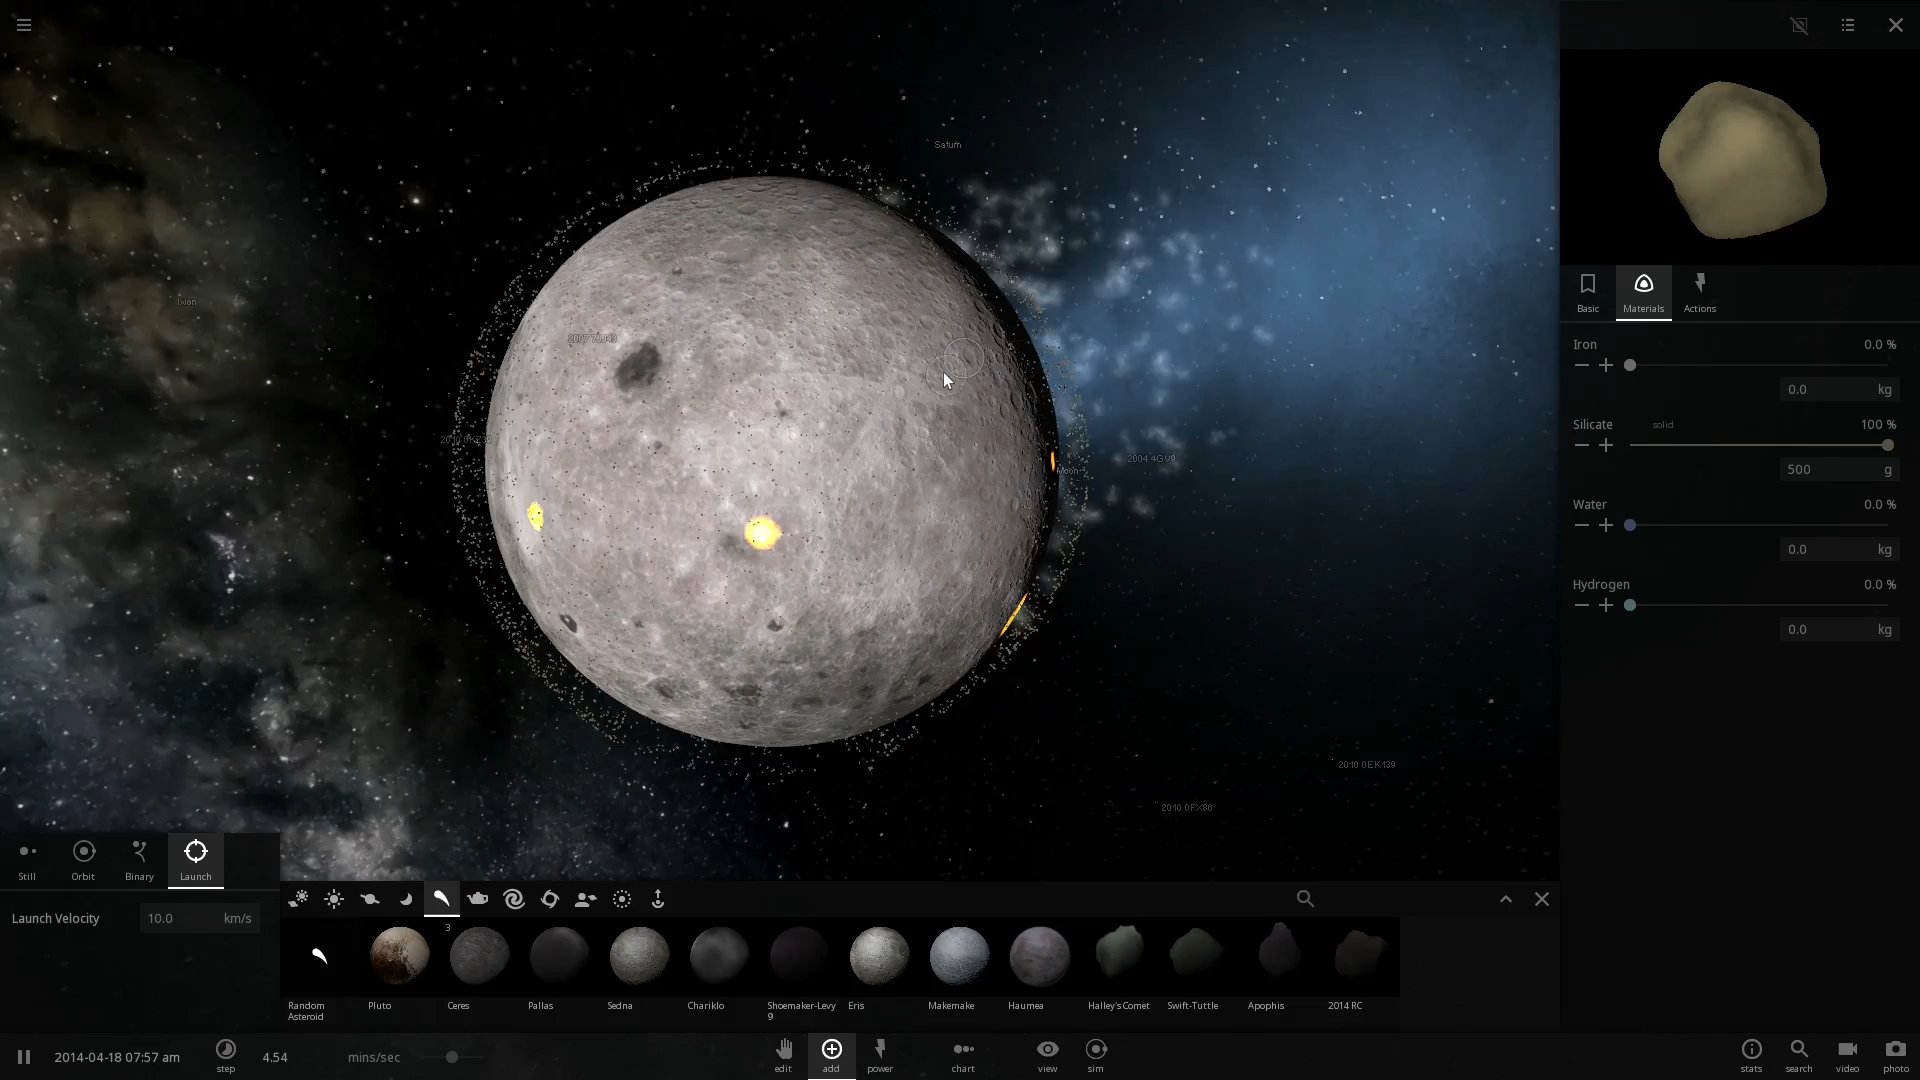 Saturn
Ixion
2004 4GV9
Moon
2010 0EK139
2010 0FX86
Basic
Materials
Actions
Iron
0.0 %
0.0 kg
Silicate solid 100 %
500 g
Water
0.0 %
0.0 kg
Hydrogen
0.0 %
0.0 kg
Still
Orbit
Binary
Launch
Launch Velocity 10.0 km/s
3
Random Asteroid
Pluto
Ceres
Pallas
Sedna
Chariklo
Shoemaker-Levy 9
Eris
Makemake
Haumea
Halley's Comet
Swift-Tuttle
Apophis
2014 RC
2014-04-18 07:57 am
step
4.54 mins/sec
edit
add
power
chart
view
sim
stats
search
video
photo